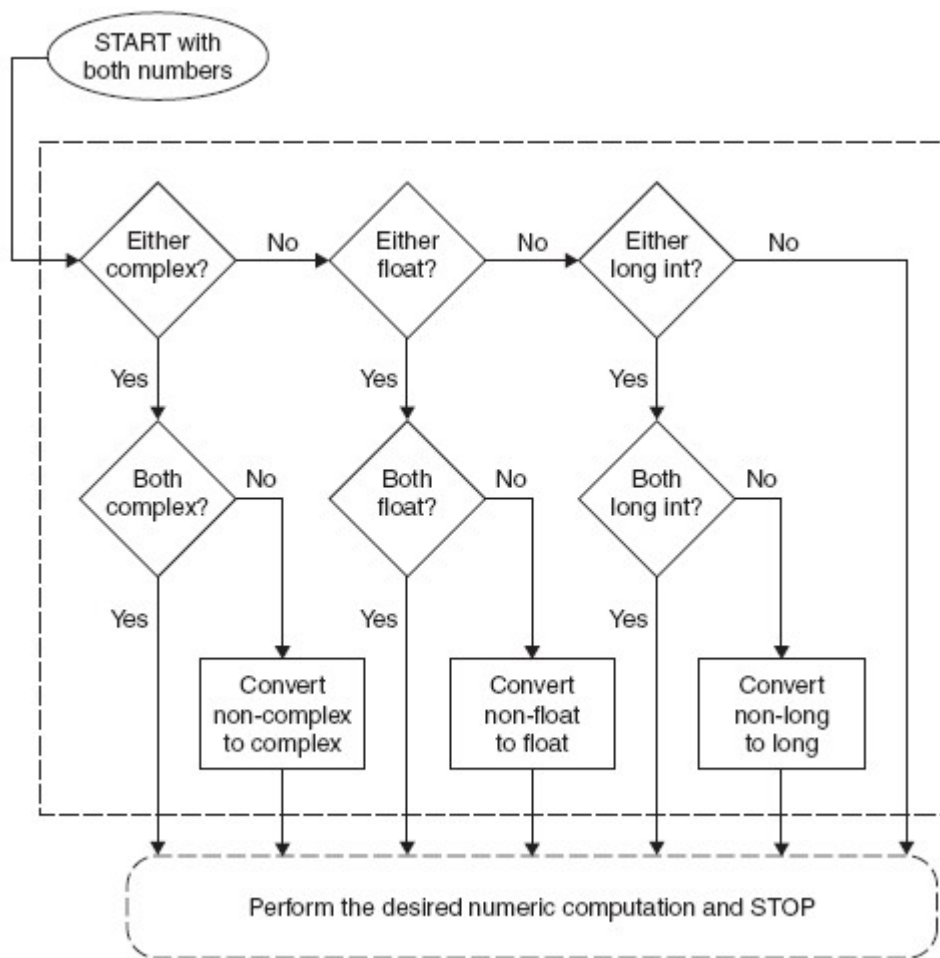 START with
both numbers
Either
complex?
No
Either
float?
No
Either
long int?
No
Yes
Yes
Yes
Both
complex?
No
Both
float?
No
Both
long int?
No
Yes
Yes
Yes
Convert
non-complex
to complex
Convert
non-float
to float
Convert
non-long
to long
Perform the desired numeric computation and STOP